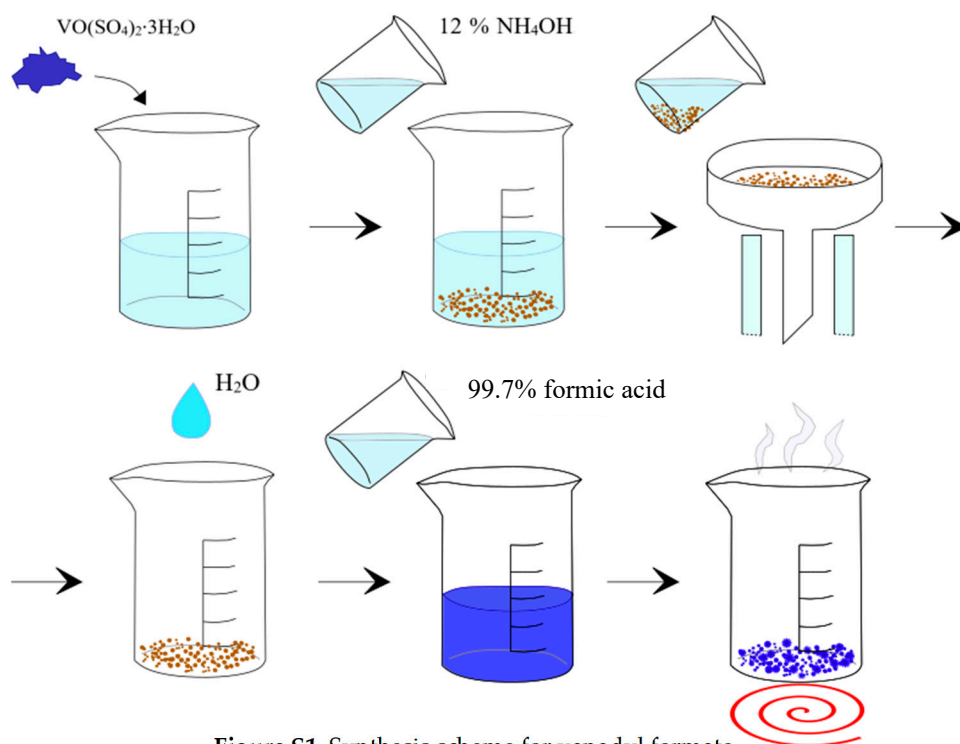 VO(SO₄)₂·3H₂O
12 % NH₄OH
H₂O
99.7% formic acid
Figure S1. Synthesis scheme for vanadyl formate